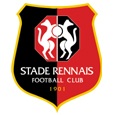 STADE RENNAIS
FOOTBALL CLUB
1901